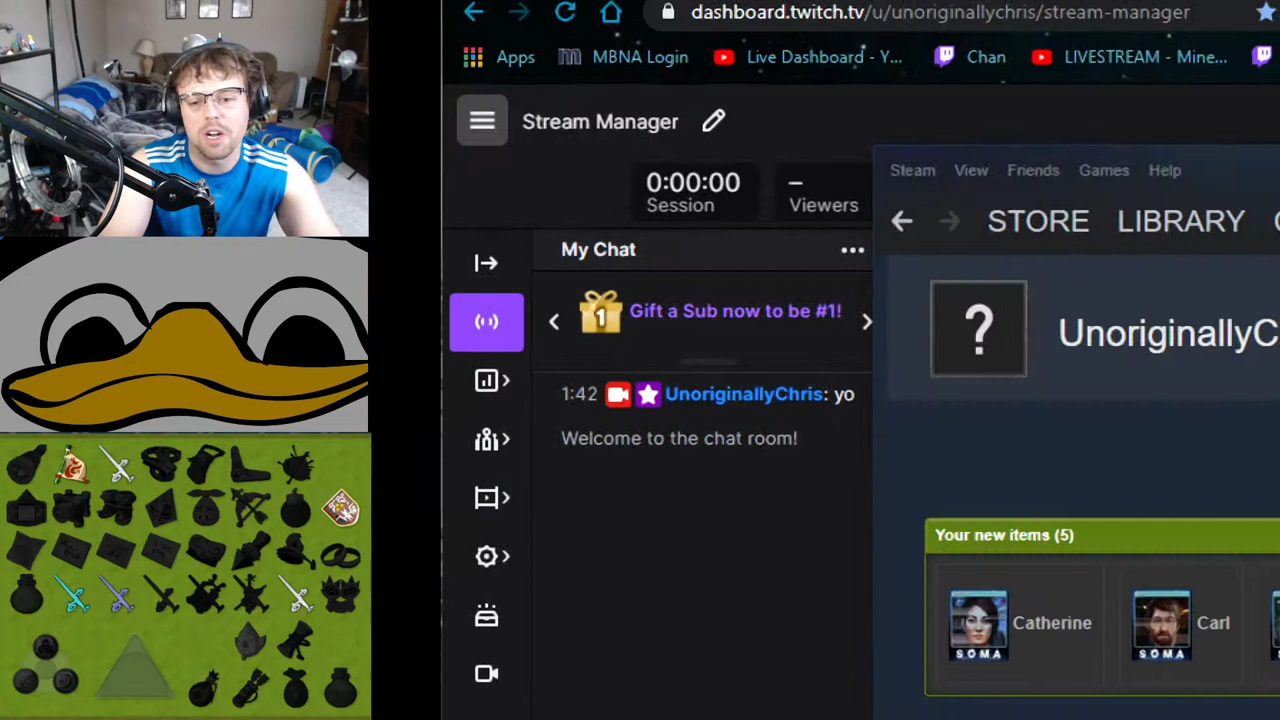 dashboard.twitch.tv/u/unoriginallychris/stream-manager
Apps MBNA Login Live Dashboard - Y... Chan LIVESTREAM - Mine...
Stream Manager
0:00:00
Session
–
Viewers
My Chat
1
Gift a Sub now to be #1!
1:42 UnoriginallyChris: yo
Welcome to the chat room!
Steam View Friends Games Help
STORE LIBRARY
?
UnoriginallyC
Your new items (5)
SOMA
Catherine
SOMA
Carl